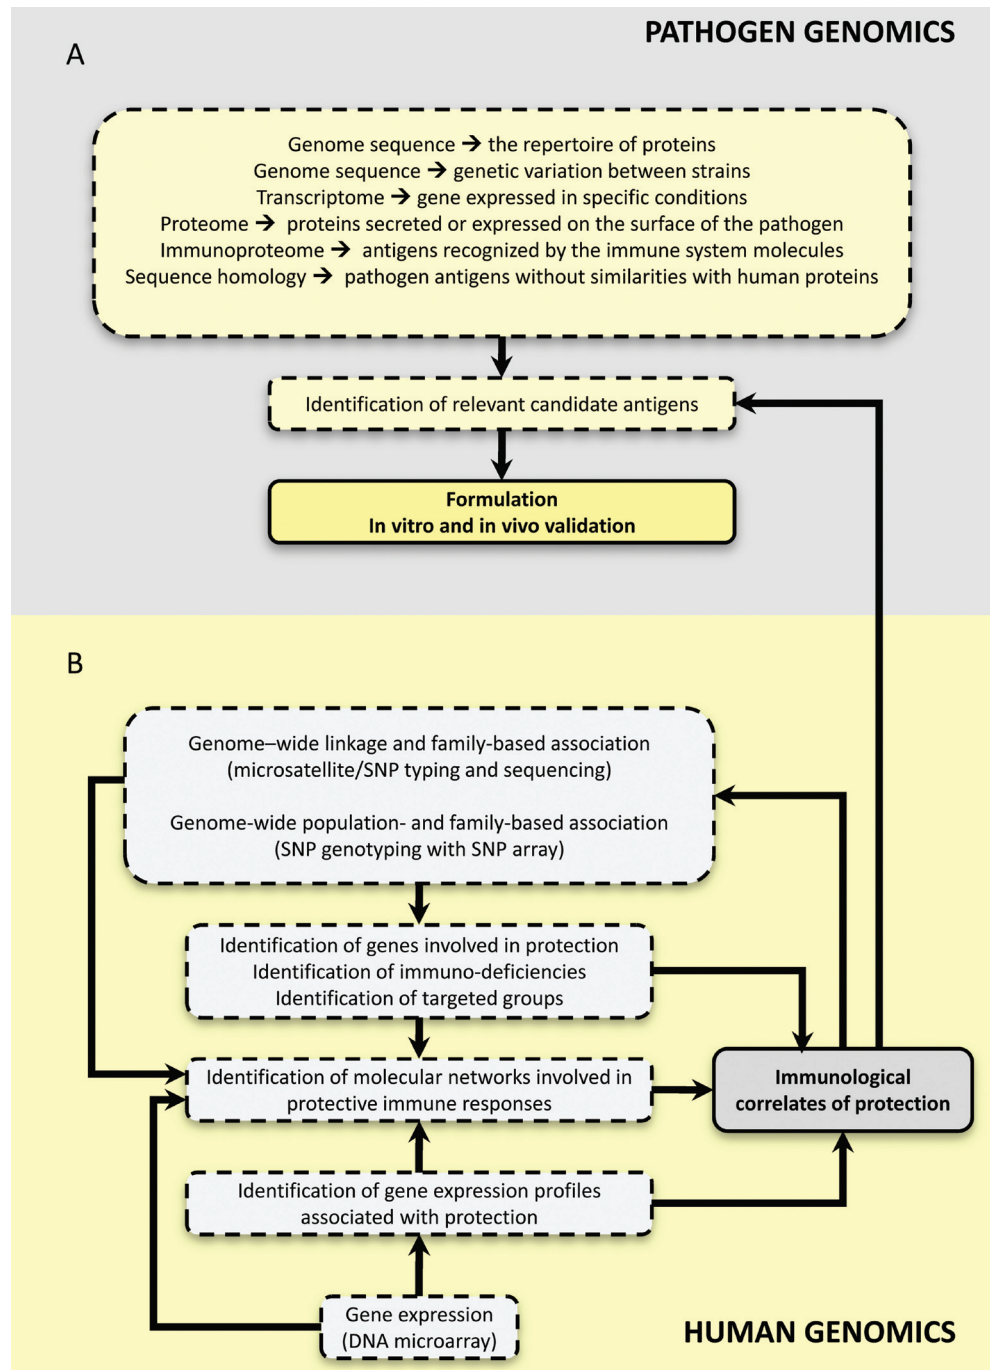 PATHOGEN GENOMICS
A
Genome sequence → the repertoire of proteins
Genome sequence → genetic variation between strains
Transcriptome → gene expressed in specific conditions
Proteome → proteins secreted or expressed on the surface of the pathogen
Immunoproteome → antigens recognized by the immune system molecules
Sequence homology → pathogen antigens without similarities with human proteins
Identification of relevant candidate antigens
Formulation
In vitro and in vivo validation
B
Genome–wide linkage and family-based association
(microsatellite/SNP typing and sequencing)
Genome-wide population- and family-based association
(SNP genotyping with SNP array)
Identification of genes involved in protection
Identification of immuno-deficiencies
Identification of targeted groups
Identification of molecular networks involved in
protective immune responses
Immunological
correlates of protection
Identification of gene expression profiles
associated with protection
Gene expression
(DNA microarray)
HUMAN GENOMICS